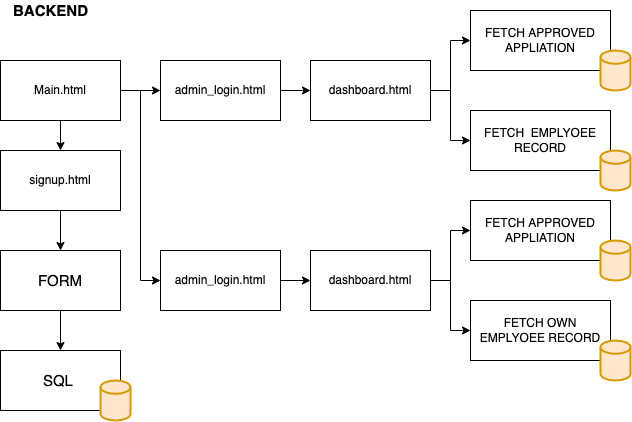 BACKEND
Main.html
admin_login.html
dashboard.html
FETCH APPROVED
APPLIATION
FETCH EMPLYOEE
RECORD
signup.html
FORM
SQL
admin_login.html
dashboard.html
FETCH APPROVED
APPLIATION
FETCH OWN
EMPLYOEE RECORD